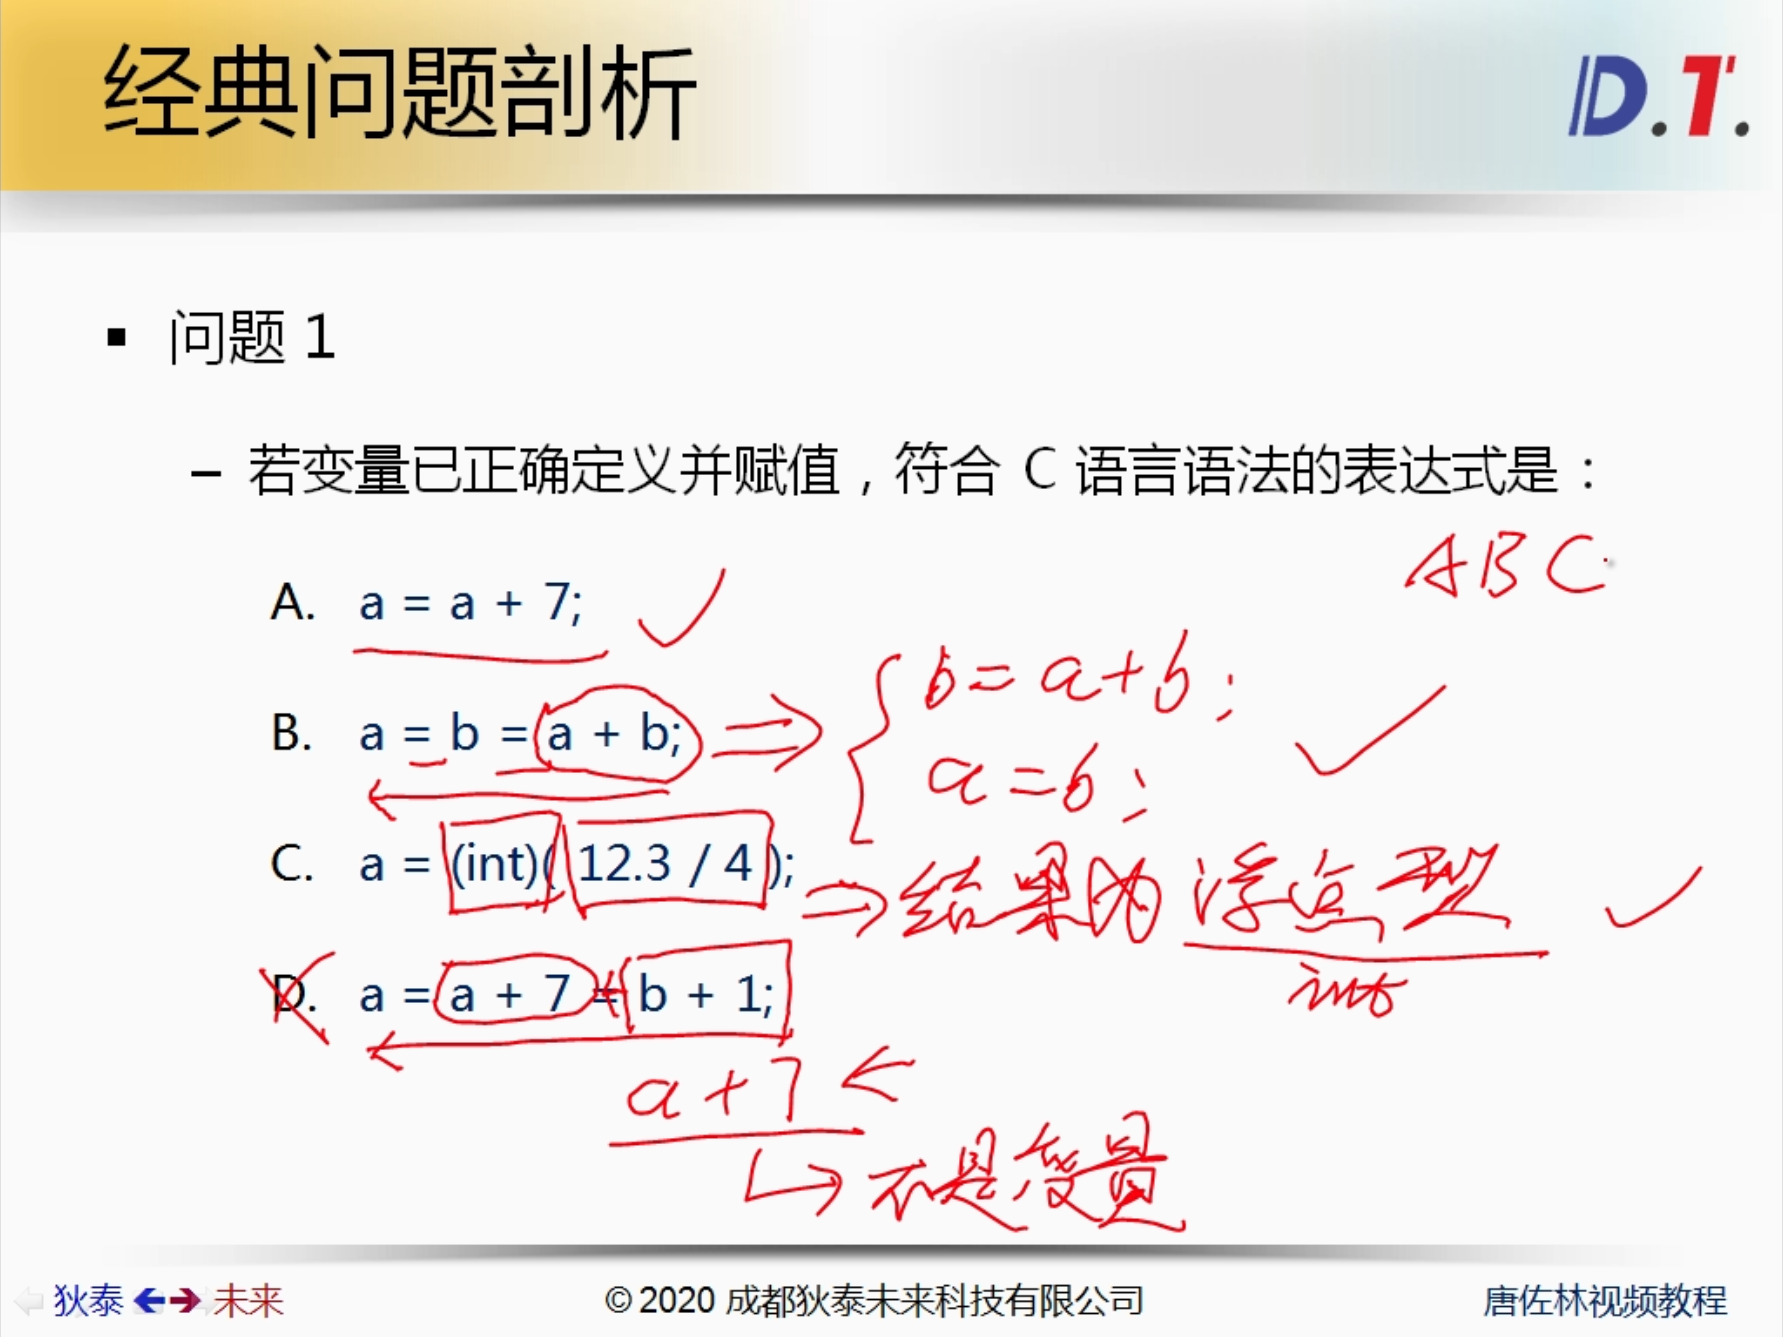 经典问题剖析
D.T.
▪ 问题 1
– 若变量已正确定义并赋值，符合 C 语言语法的表达式是：
ABC
A. a = a + 7;
B. a = b = a + b;
b = a + b;
a = b;
C. a = (int)( 12.3 / 4 );
结果为 浮点型
int
D. a = a + 7 = b + 1;
a + 7
不是变量
狄泰 未来
© 2020 成都狄泰未来科技有限公司
唐佐林视频教程